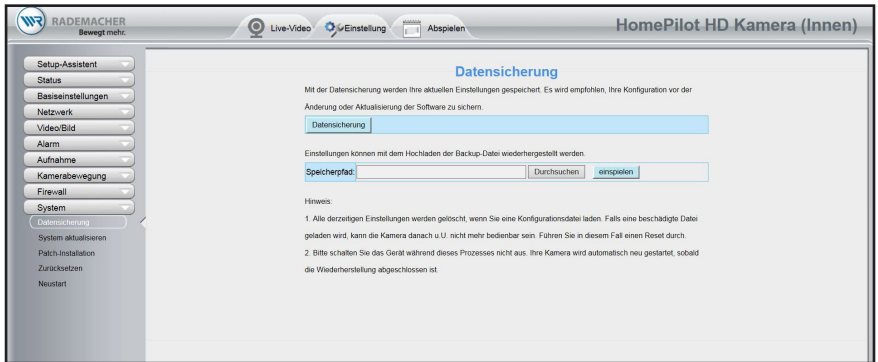 RADEMACHER
Bewegt mehr.
Live-Video
Einstellung
Abspielen
HomePilot HD Kamera (Innen)
Setup-Assistent
Status
Basiseinstellungen
Netzwerk
Video/Bild
Alarm
Aufnahme
Kamerabewegung
Firewall
System
Datensicherung
System aktualisieren
Patch-Installation
Zurücksetzen
Neustart
Datensicherung
Mit der Datensicherung werden Ihre aktuellen Einstellungen gespeichert. Es wird empfohlen, Ihre Konfiguration vor der
Änderung oder Aktualisierung der Software zu sichern.
Datensicherung
Einstellungen können mit dem Hochladen der Backup-Datei wiederhergestellt werden.
Speicherpfad:
Durchsuchen
einspielen
Hinweis:
1. Alle derzeitigen Einstellungen werden gelöscht, wenn Sie eine Konfigurationsdatei laden. Falls eine beschädigte Datei
geladen wird, kann die Kamera danach u.U. nicht mehr bedienbar sein. Führen Sie in diesem Fall einen Reset durch.
2. Bitte schalten Sie das Gerät während dieses Prozesses nicht aus. Ihre Kamera wird automatisch neu gestartet, sobald
die Wiederherstellung abgeschlossen ist.